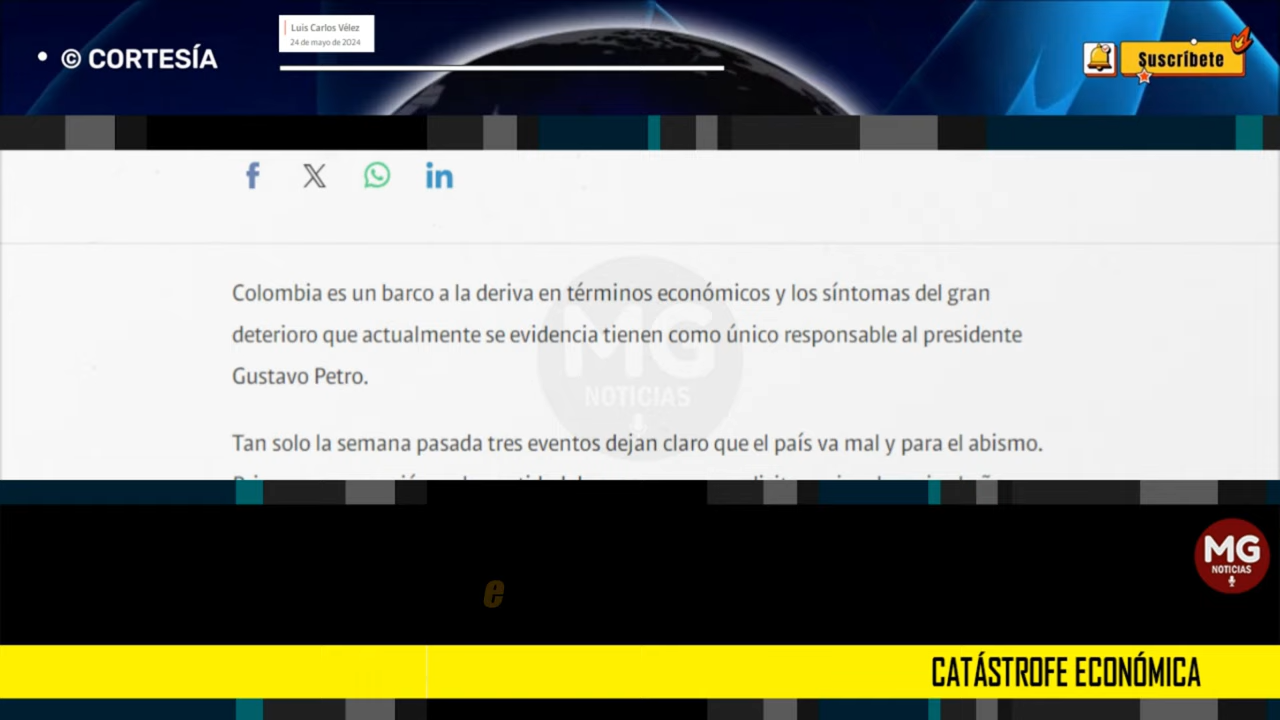 Luis Carlos Vélez
24 de mayo de 2024
• © CORTESÍA
Suscríbete
Colombia es un barco a la deriva en términos económicos y los síntomas del gran
deterioro que actualmente se evidencia tienen como único responsable al presidente
Gustavo Petro.
MG
NOTICIAS
Tan solo la semana pasada tres eventos dejan claro que el país va mal y para el abismo.
MG
NOTICIAS
e
CATÁSTROFE ECONÓMICA